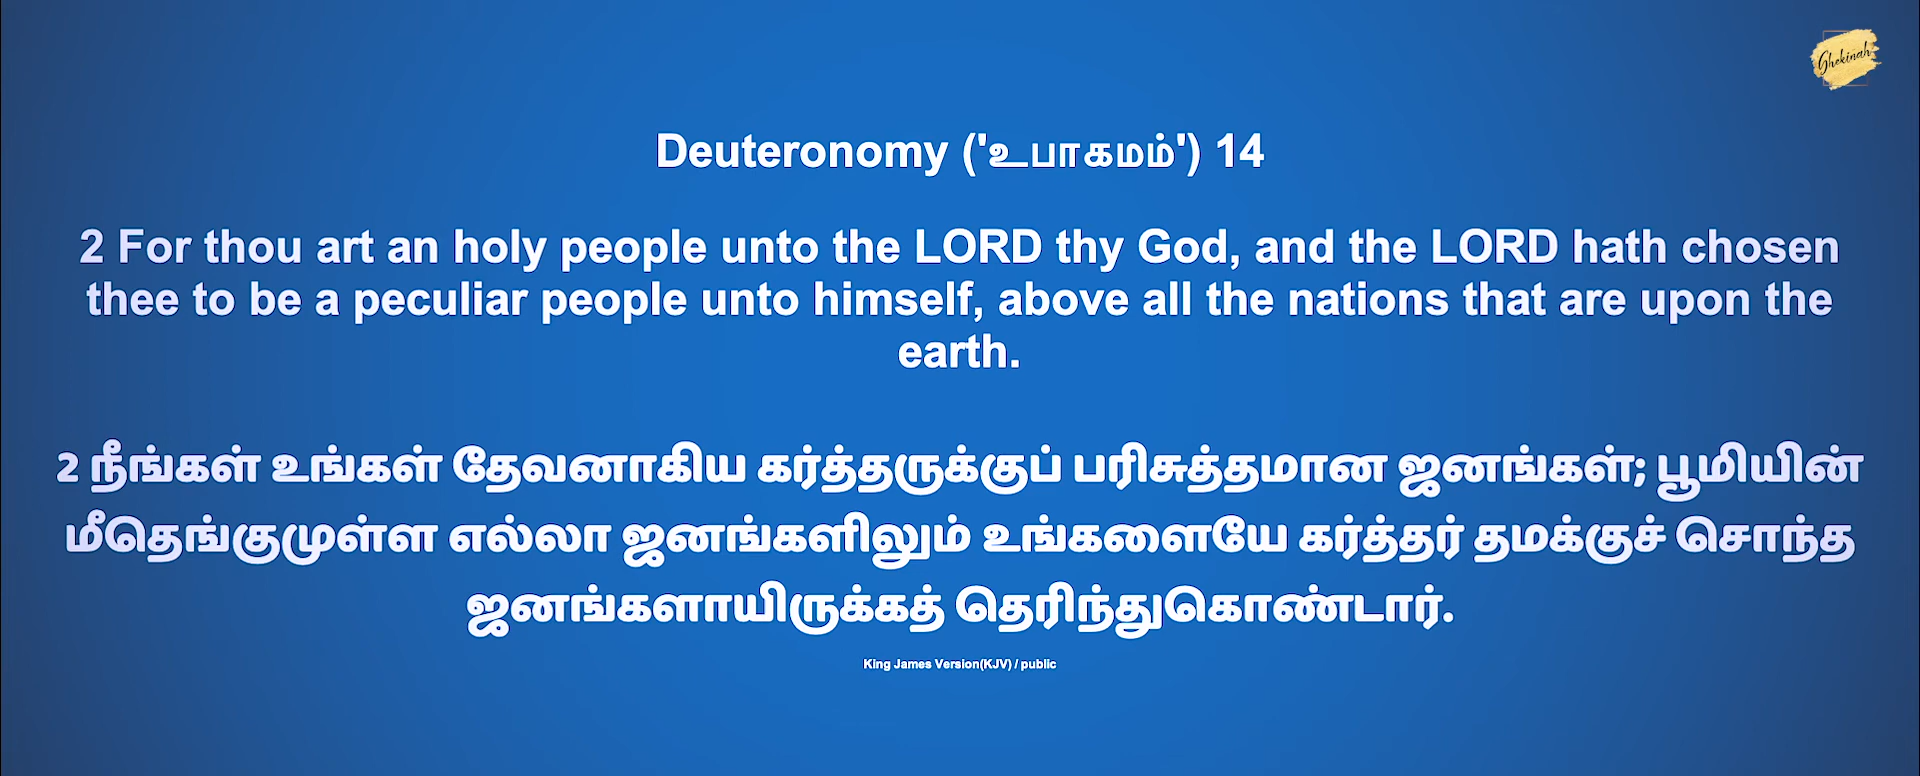 Ghekinah
Deuteronomy ('உபாகமம்') 14
2 For thou art an holy people unto the LORD thy God, and the LORD hath chosen
thee to be a peculiar people unto himself, above all the nations that are upon the
earth.
2 நீங்கள் உங்கள் தேவனாகிய கர்த்தருக்குப் பரிசுத்தமான ஜனங்கள்; பூமியின்
மீதெங்குமுள்ள எல்லா ஜனங்களிலும் உங்களையே கர்த்தர் தமக்குச் சொந்த
ஜனங்களாயிருக்கத் தெரிந்துகொண்டார்.
King James Version(KJV) / public